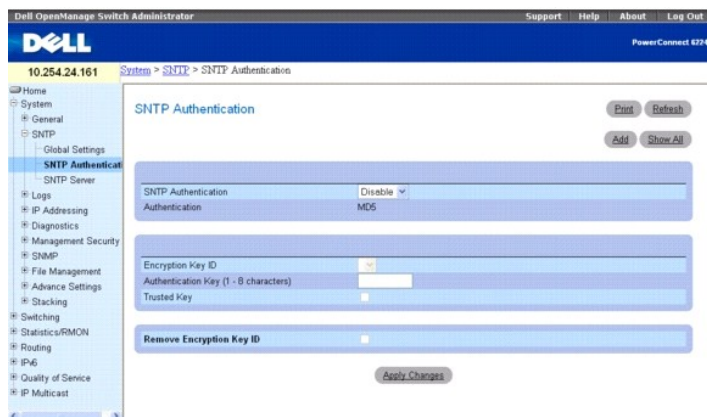 Dell OpenManage Switch Administrator
Support Help About Log Out
DELL
PowerConnect 6224
10.254.24.161
System > SNTP > SNTP Authentication
Home
System
General
SNTP
Global Settings
SNTP Authenticati
SNTP Server
Logs
IP Addressing
Diagnostics
Management Security
SNMP
File Management
Advance Settings
Stacking
Switching
Statistics/RMON
Routing
IPv6
Quality of Service
IP Multicast
SNTP Authentication
Print Refresh
Add Show All
SNTP Authentication Disable
Authentication MD5
Encryption Key ID
Authentication Key (1 - 8 characters)
Trusted Key
Remove Encryption Key ID
Apply Changes